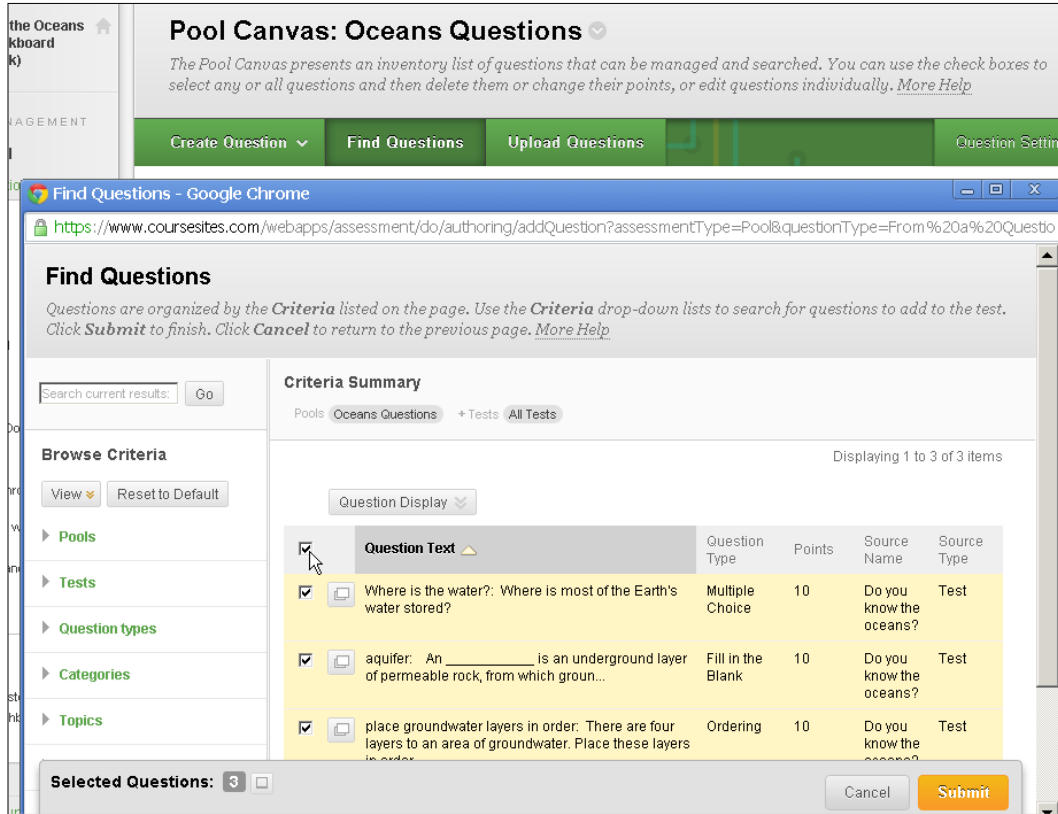 the Oceans
kboard
k)
Pool Canvas: Oceans Questions
The Pool Canvas presents an inventory list of questions that can be managed and searched. You can use the check boxes to
select any or all questions and then delete them or change their points, or edit questions individually. More Help
AGEMENT
Create Question
Find Questions
Upload Questions
Question Settin
Find Questions - Google Chrome
https://www.coursesites.com/webapps/assessment/do/authoring/addQuestion?assessmentType=Pool&questionType=From%20a%20Questio
Find Questions
Questions are organized by the Criteria listed on the page. Use the Criteria drop-down lists to search for questions to add to the test.
Click Submit to finish. Click Cancel to return to the previous page. More Help
Search current results:
Go
Criteria Summary
Pools Oceans Questions + Tests All Tests
Displaying 1 to 3 of 3 items
Browse Criteria
View
Reset to Default
Pools
Tests
Question types
Categories
Topics
Question Display
Question Text
Question
Type
Points
Source
Name
Source
Type
Where is the water?: Where is most of the Earth's
water stored?
Multiple
Choice
10
Do you
know the
oceans?
Test
aquifer: An ____________ is an underground layer
of permeable rock, from which groun...
Fill in the
Blank
10
Do you
know the
oceans?
Test
place groundwater layers in order: There are four
layers to an area of groundwater. Place these layers
in order
Ordering
10
Do you
know the
oceans?
Test
Selected Questions: 3
Cancel
Submit